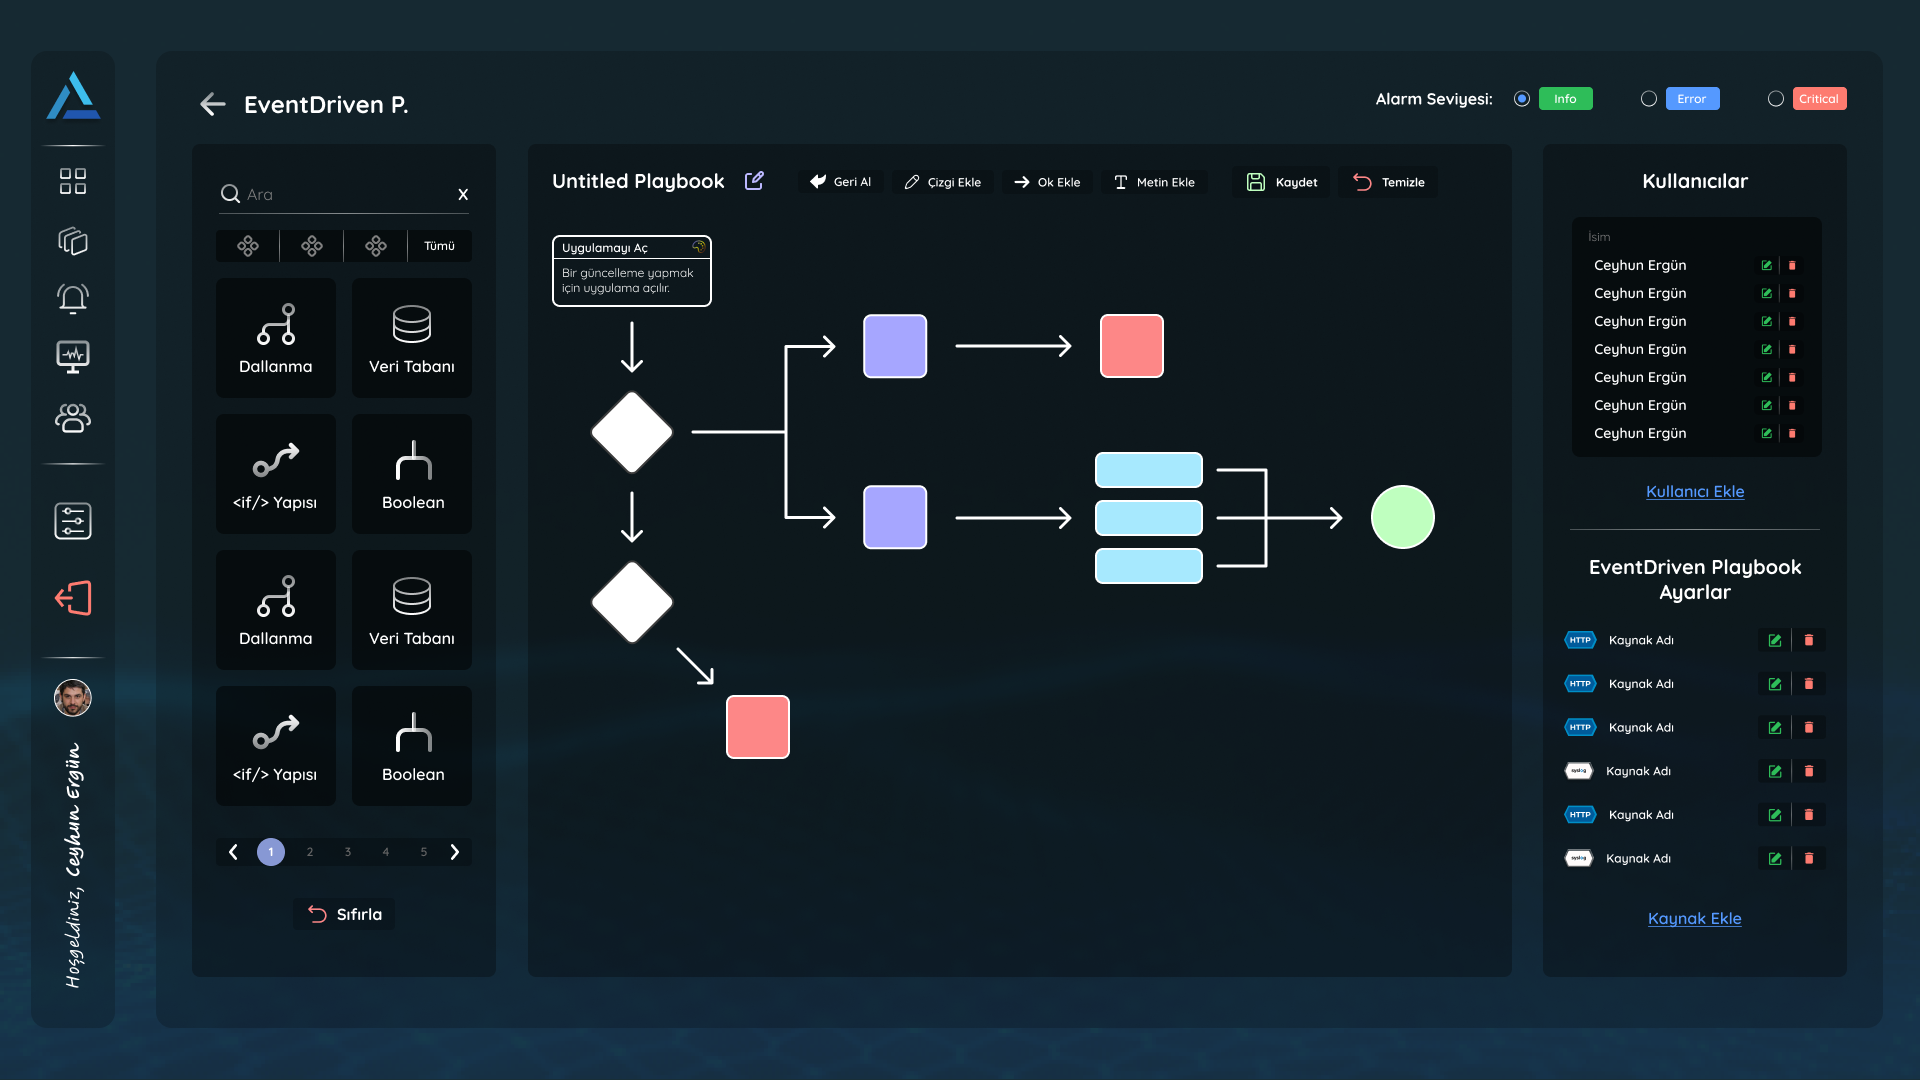 EventDriven P.
Alarm Seviyesi:
Info
Error
Critical
Ara
X
Tümü
Dallanma
Veri Tabanı
<if/> Yapısı
Boolean
Dallanma
Veri Tabanı
<if/> Yapısı
Boolean
1 2 3 4 5
Sıfırla
Untitled Playbook
Geri Al
Çizgi Ekle
Ok Ekle
Metin Ekle
Kaydet
Temizle
Uygulamayı Aç
Bir güncelleme yapmak
için uygulama açılır.
Kullanıcılar
İsim
Ceyhun Ergün
Ceyhun Ergün
Ceyhun Ergün
Ceyhun Ergün
Ceyhun Ergün
Ceyhun Ergün
Ceyhun Ergün
Kullanıcı Ekle
EventDriven Playbook
Ayarlar
HTTP Kaynak Adı
HTTP Kaynak Adı
HTTP Kaynak Adı
syslog Kaynak Adı
HTTP Kaynak Adı
syslog Kaynak Adı
Kaynak Ekle
Hoşgeldiniz, Ceyhun Ergün